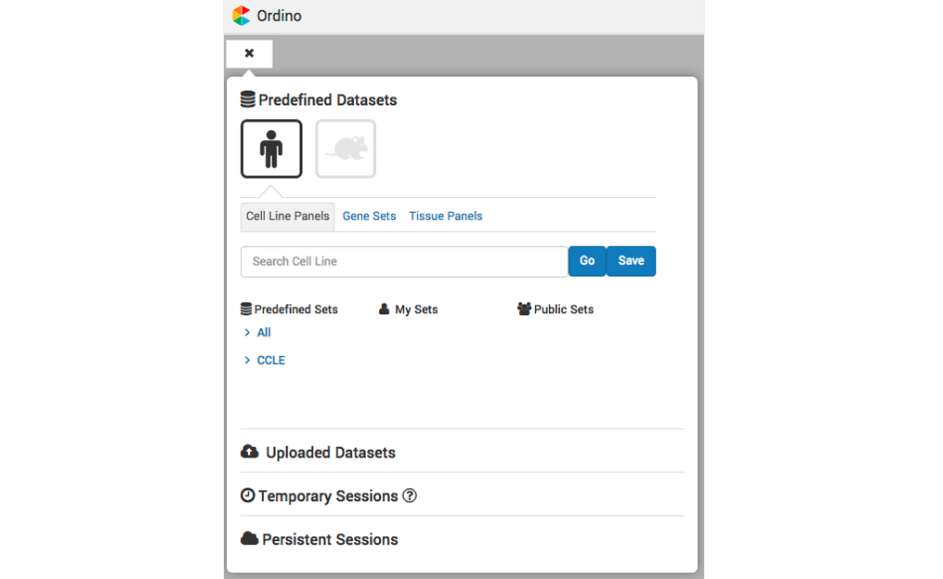 Ordino
Predefined Datasets
Cell Line Panels Gene Sets Tissue Panels
Search Cell Line Go Save
Predefined Sets My Sets Public Sets
All
CCLE
Uploaded Datasets
Temporary Sessions
Persistent Sessions